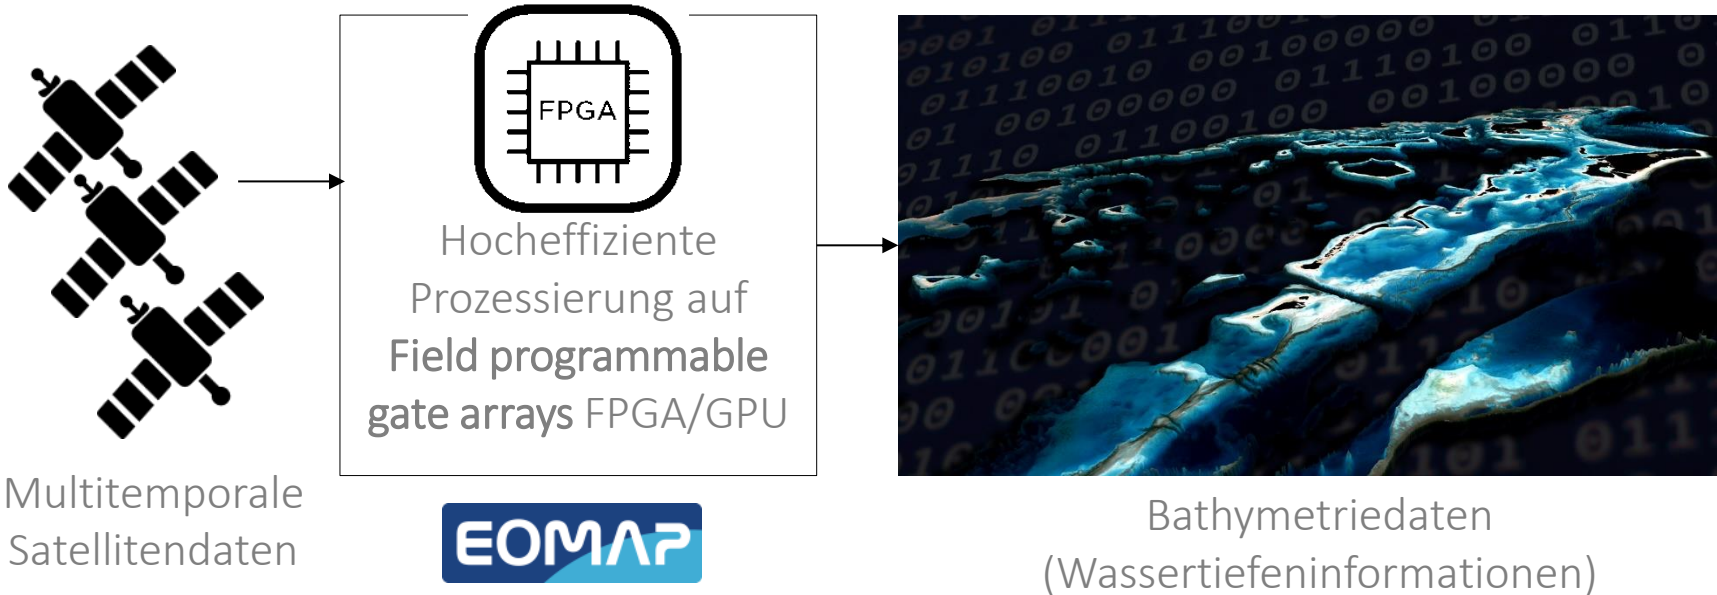 FPGA
Hocheffiziente
Prozessierung auf
Field programmable
gate arrays FPGA/GPU
Multitemporale
Satellitendaten
EOMAP
Bathymetriedaten
(Wassertiefeninformationen)